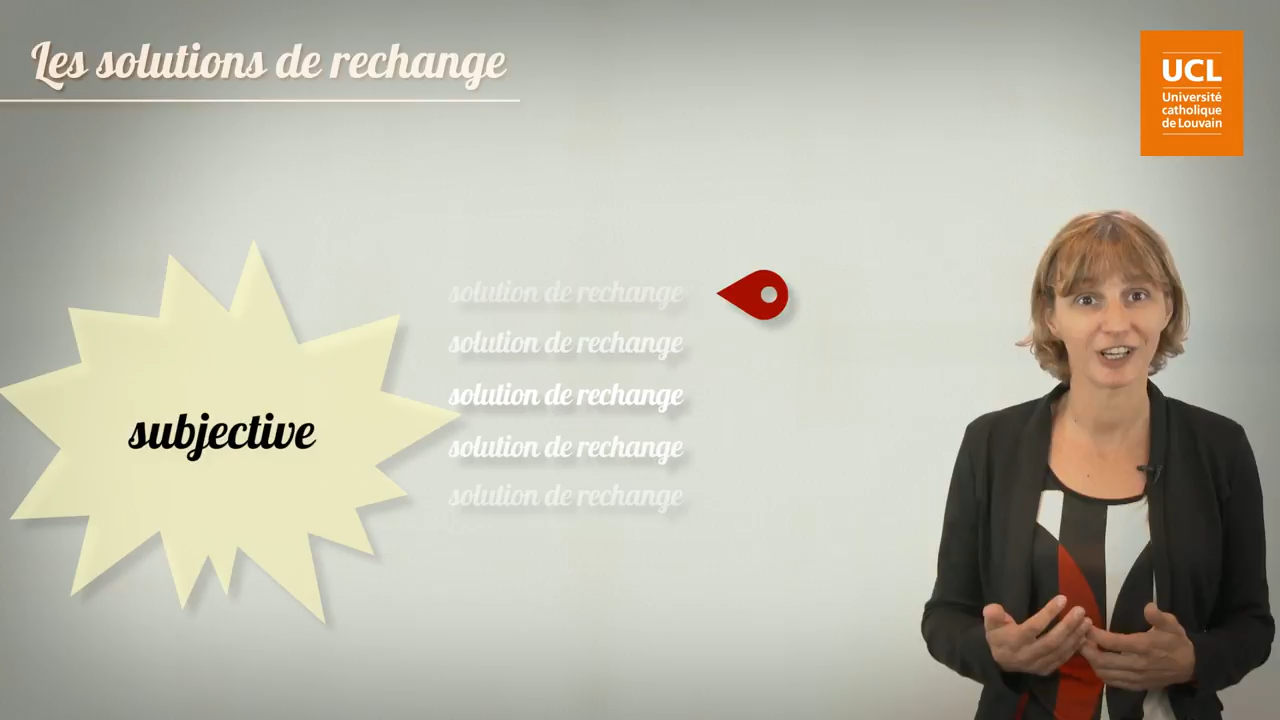 Les solutions de rechange
UCL
Université
catholique
de Louvain
solution de rechange
solution de rechange
solution de rechange
solution de rechange
solution de rechange
subjective